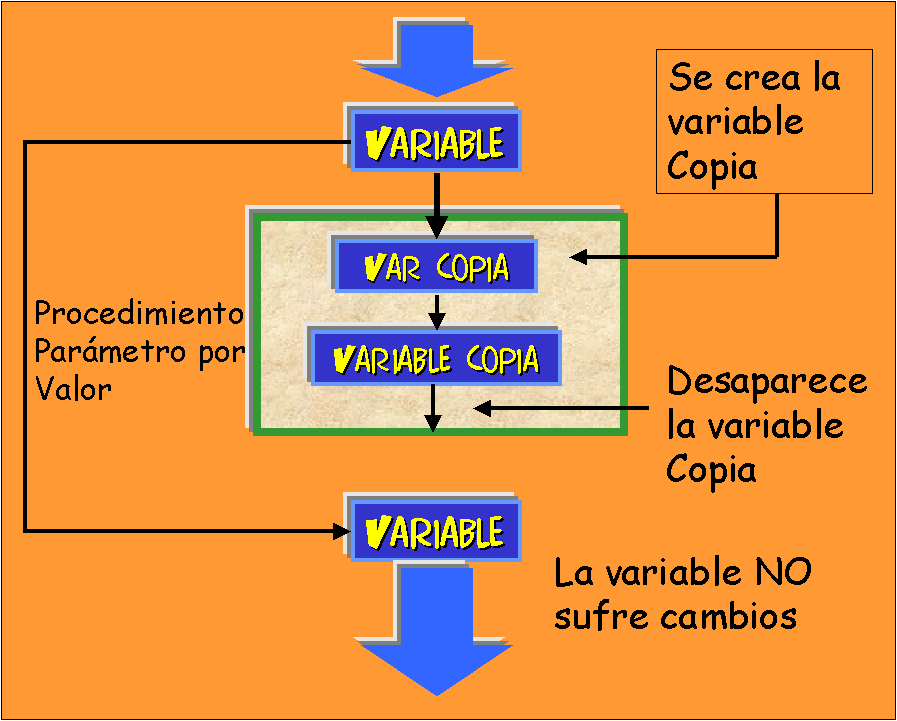 Se crea la
variable
Copia
VARIABLE
VAR COPIA
Procedimiento
Parámetro por
Valor
VARIABLE COPIA
Desaparece
la variable
Copia
VARIABLE
La variable NO
sufre cambios